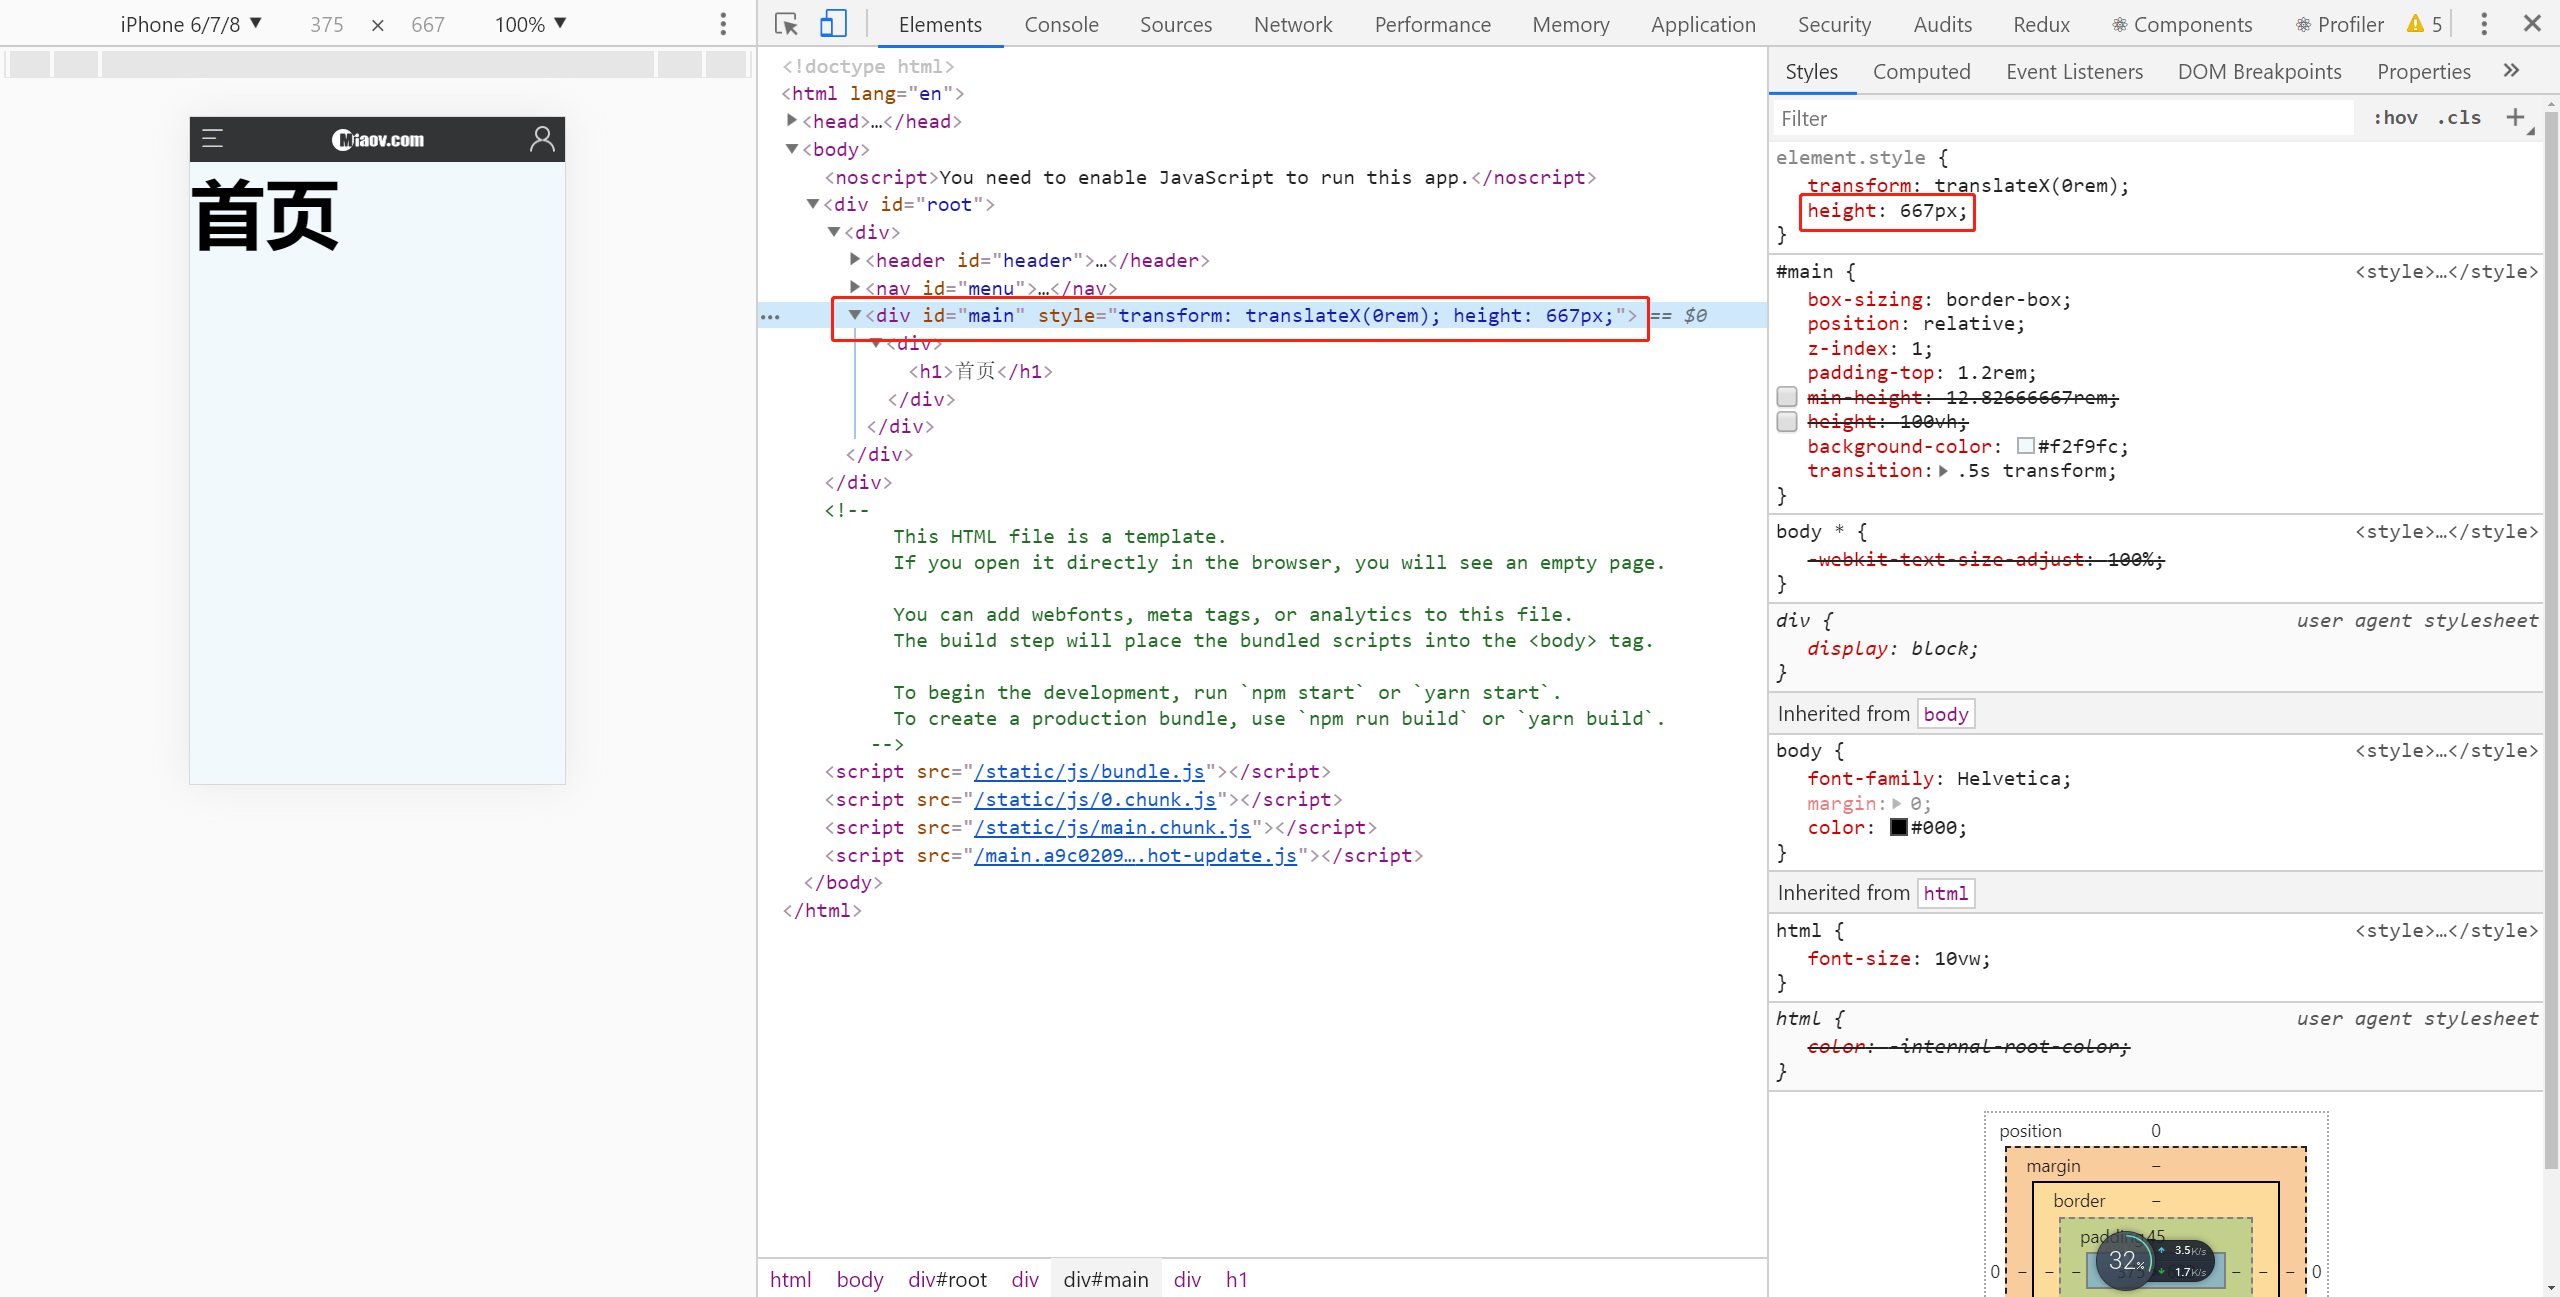 iPhone 6/7/8 ▼ 375 × 667 100% ▼
Elements Console Sources Network Performance Memory Application Security Audits Redux Components Profiler 5
Miaov.com
首页
<!doctype html>
<html lang="en">
<head>…</head>
<body>
<noscript>You need to enable JavaScript to run this app.</noscript>
<div id="root">
<div>
<header id="header">…</header>
<nav id="menu">…</nav>
<div id="main" style="transform: translateX(0rem); height: 667px;"> == $0
<div>
<h1>首页</h1>
</div>
</div>
</div>
</div>
<!--
This HTML file is a template.
If you open it directly in the browser, you will see an empty page.
You can add webfonts, meta tags, or analytics to this file.
The build step will place the bundled scripts into the <body> tag.
To begin the development, run `npm start` or `yarn start`.
To create a production bundle, use `npm run build` or `yarn build`.
-->
<script src="/static/js/bundle.js"></script>
<script src="/static/js/0.chunk.js"></script>
<script src="/static/js/main.chunk.js"></script>
<script src="/main.a9c0209….hot-update.js"></script>
</body>
</html>
html body div#root div div#main div h1
Styles Computed Event Listeners DOM Breakpoints Properties »
Filter :hov .cls +
element.style {
transform: translateX(0rem);
height: 667px;
}
#main { <style>…</style>
box-sizing: border-box;
position: relative;
z-index: 1;
padding-top: 1.2rem;
min-height: 12.82666667rem;
height: 100vh;
background-color: #f2f9fc;
transition: .5s transform;
}
body * { <style>…</style>
-webkit-text-size-adjust: 100%;
}
div { user agent stylesheet
display: block;
}
Inherited from body
body { <style>…</style>
font-family: Helvetica;
margin: 0;
color: #000;
}
Inherited from html
html { <style>…</style>
font-size: 10vw;
}
html { user agent stylesheet
color: -internal-root-color;
}
position 0
margin –
border –
padding 45
32% 3.5K/s
1.7K/s
0 – – – – – – 0